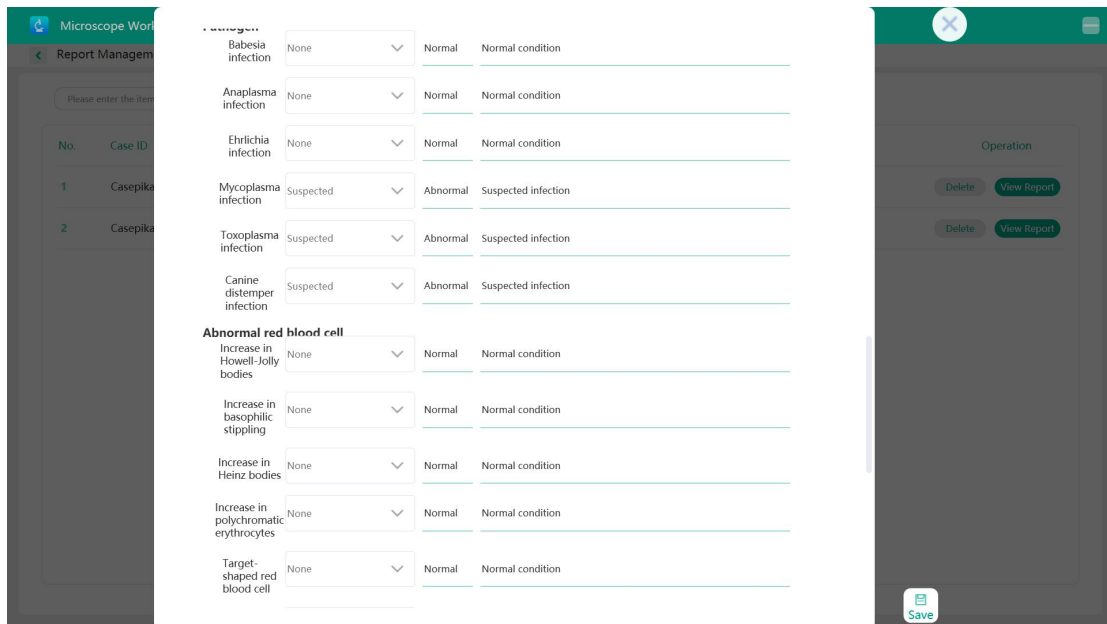 Microscope Work
Report Managem
Please enter the item
No. Case ID Operation
1 Casepika Delete View Report
2 Casepika Delete View Report
Pathogen
Babesia
infection
None Normal Normal condition
Anaplasma
infection
None Normal Normal condition
Ehrlichia
infection
None Normal Normal condition
Mycoplasma
infection
Suspected Abnormal Suspected infection
Toxoplasma
infection
Suspected Abnormal Suspected infection
Canine
distemper
infection
Suspected Abnormal Suspected infection
Abnormal red blood cell
Increase in
Howell-Jolly
bodies
None Normal Normal condition
Increase in
basophilic
stippling
None Normal Normal condition
Increase in
Heinz bodies
None Normal Normal condition
Increase in
polychromatic
erythrocytes
None Normal Normal condition
Target-
shaped red
blood cell
None Normal Normal condition
Save